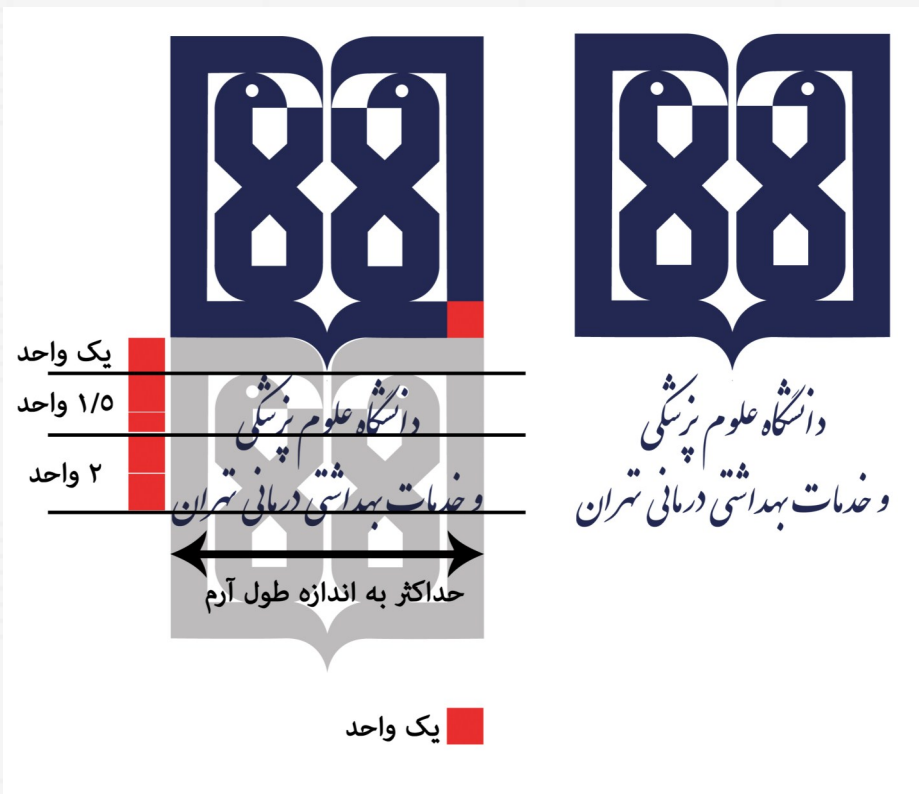 یک واحد
۱/۵ واحد
۲ واحد
دانشگاه علوم پزشکی
و خدمات بهداشتی درمانی تهران
حداکثر به اندازه طول آرم
یک واحد
دانشگاه علوم پزشکی
و خدمات بهداشتی درمانی تهران